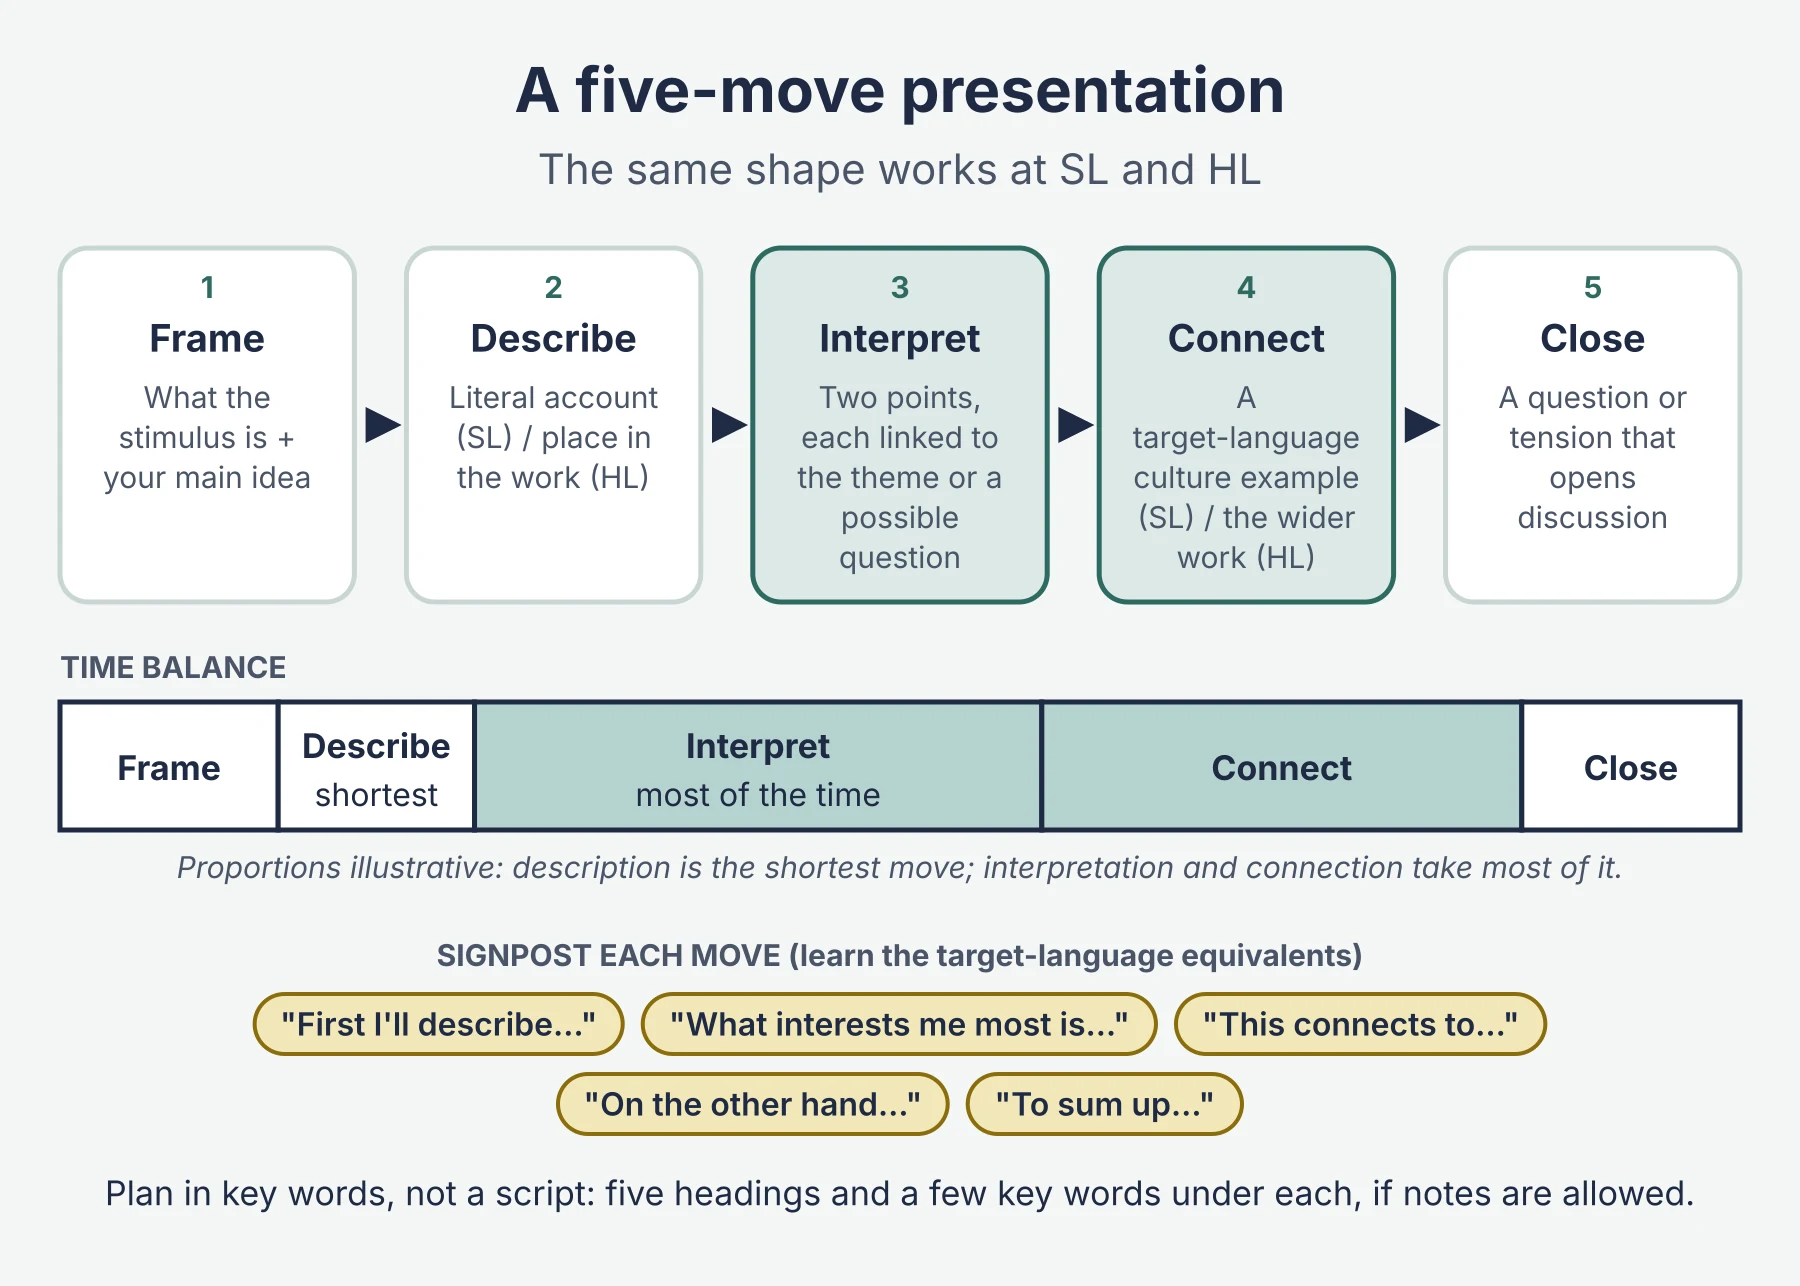 A five-move presentation
The same shape works at SL and HL
1
Frame
What the
stimulus is +
your main idea
2
Describe
Literal account
(SL) / place in
the work (HL)
3
Interpret
Two points,
each linked to
the theme or a
possible
question
4
Connect
A
target-language
culture example
(SL) / the wider
work (HL)
5
Close
A question or
tension that
opens
discussion
TIME BALANCE
Frame
Describe
shortest
Interpret
most of the time
Connect
Close
Proportions illustrative: description is the shortest move; interpretation and connection take most of it.
SIGNPOST EACH MOVE (learn the target-language equivalents)
"First I'll describe..."
"What interests me most is..."
"This connects to..."
"On the other hand..."
"To sum up..."
Plan in key words, not a script: five headings and a few key words under each, if notes are allowed.